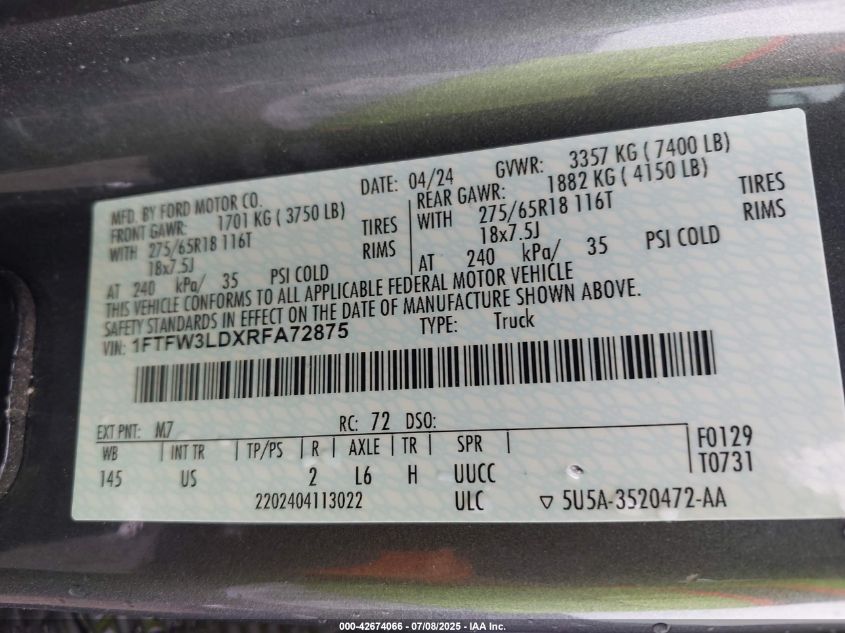 MFD. BY FORD MOTOR CO. DATE: 04/24 GVWR: 3357 KG ( 7400 LB)
FRONT GAWR: 1701 KG ( 3750 LB) REAR GAWR: 1882 KG ( 4150 LB)
WITH 275/65R18 116T TIRES WITH 275/65R18 116T TIRES
18x7.5J RIMS 18x7.5J RIMS
AT 240 kPa/ 35 PSI COLD AT 240 kPa/ 35 PSI COLD
THIS VEHICLE CONFORMS TO ALL APPLICABLE FEDERAL MOTOR VEHICLE
SAFETY STANDARDS IN EFFECT ON THE DATE OF MANUFACTURE SHOWN ABOVE.
VIN: 1FTFW3LDXRFA72875 TYPE: Truck
EXT PNT: M7 RC: 72 DSO:
WB INT TR TP/PS R AXLE TR SPR F0129
145 US 2 L6 H UUCC T0731
2202404113022 ULC ▽ 5U5A-3520472-AA
000-42674066 - 07/08/2025 - IAA Inc.